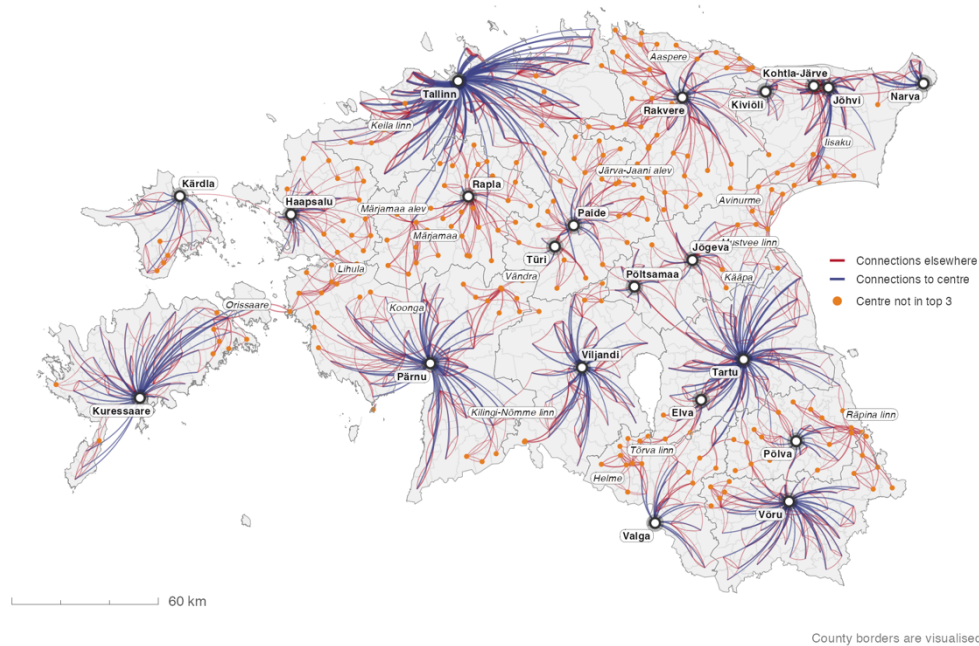 Aaspere
Kohtla-Järve
Tallinn
Rakvere
Kiviõli
Jõhvi
Narva
Keila linn
Iisaku
Järva-Jaani alev
Kärdla
Rapla
Haapsalu
Märjamaa alev
Avinurme
Paide
Märjamaa
Mustvee linn
Türi
Jõgeva
Lihula
Vändra
Põltsamaa
Kääpa
Connections elsewhere
Connections to centre
Centre not in top 3
Orissaare
Koonga
Viljandi
Tartu
Pärnu
Kuressaare
Kilingi-Nõmme linn
Elva
Räpina linn
Tõrva linn
Põlva
Helme
Võru
Valga
60 km
County borders are visualised